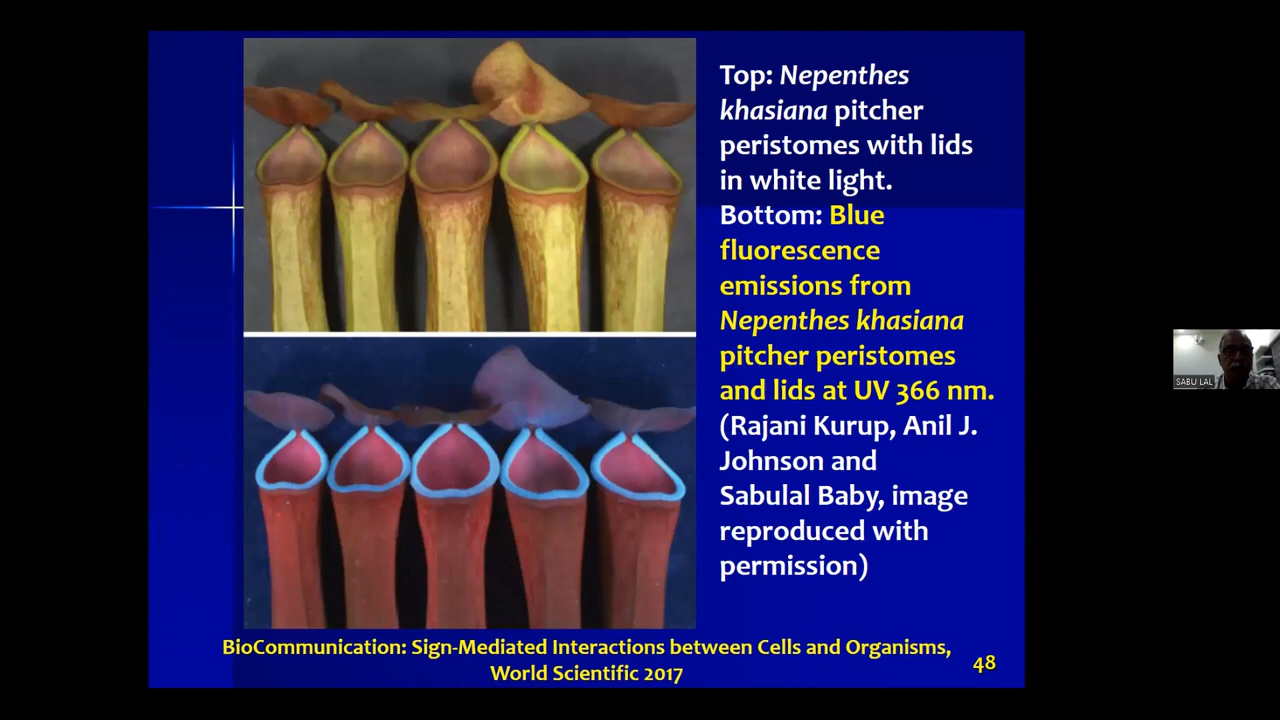 Top: Nepenthes
khasiana pitcher
peristomes with lids
in white light.
Bottom: Blue
fluorescence
emissions from
Nepenthes khasiana
pitcher peristomes
and lids at UV 366 nm.
(Rajani Kurup, Anil J.
Johnson and
Sabulal Baby, image
reproduced with
permission)
BioCommunication: Sign-Mediated Interactions between Cells and Organisms,
World Scientific 2017
48
SABU LAL